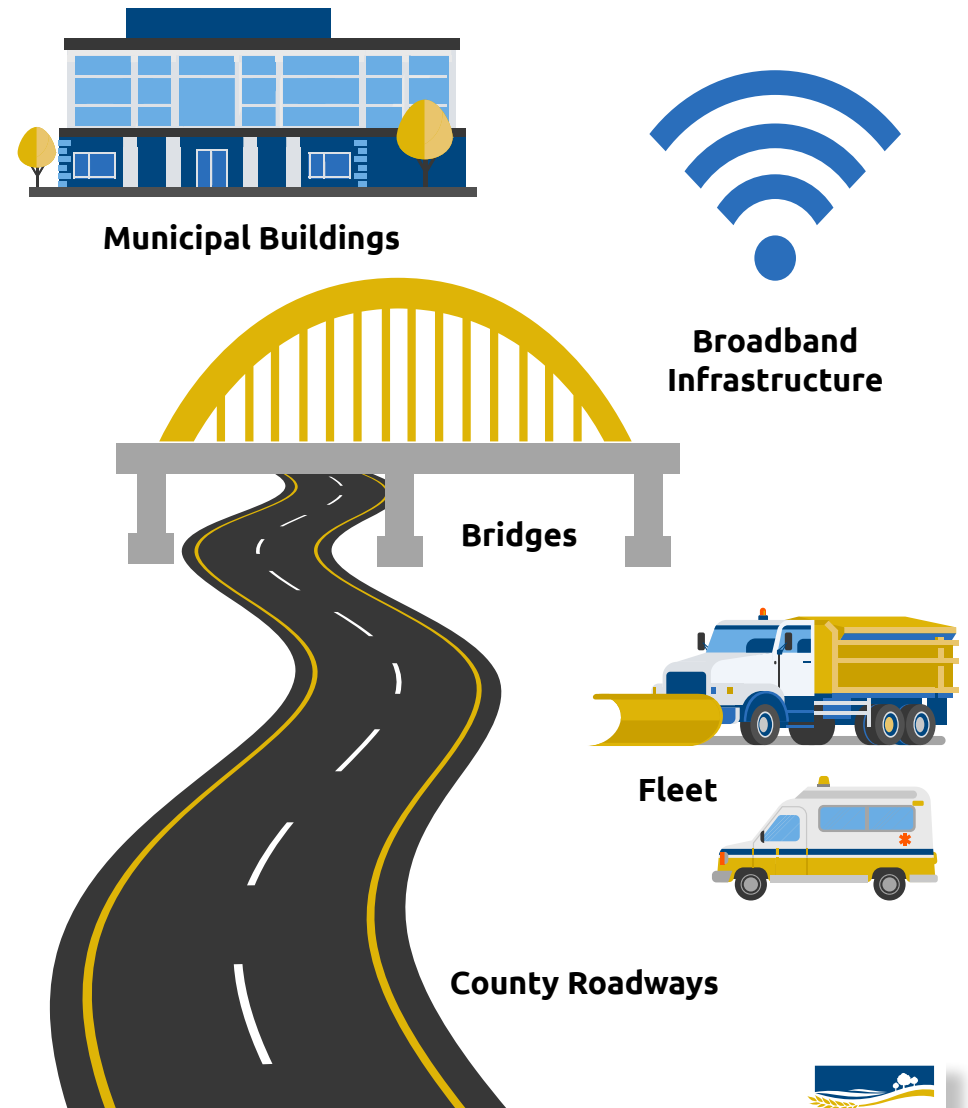 Municipal Buildings
Broadband
Infrastructure
Bridges
Fleet
County Roadways